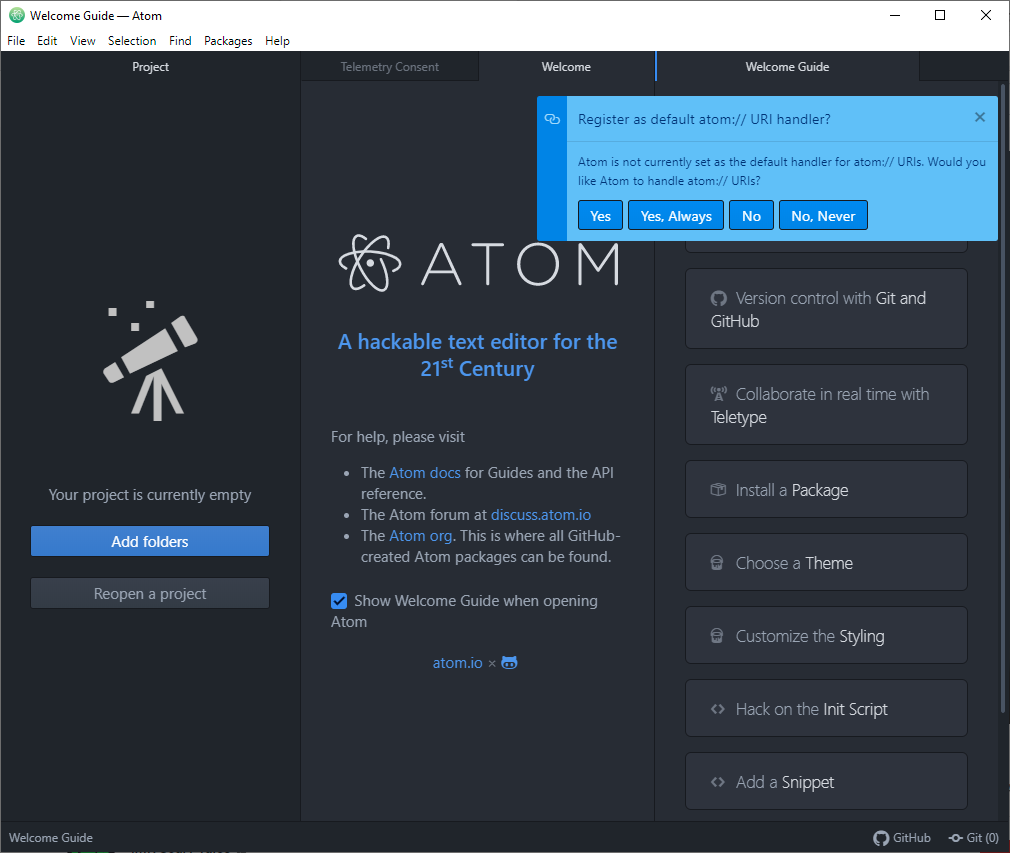 Welcome Guide — Atom
File Edit View Selection Find Packages Help
Project
Telemetry Consent
Welcome
Welcome Guide
Register as default atom:// URI handler?
Atom is not currently set as the default handler for atom:// URIs. Would you
like Atom to handle atom:// URIs?
Yes
Yes, Always
No
No, Never
Your project is currently empty
Add folders
Reopen a project
ATOM
A hackable text editor for the
21st Century
For help, please visit
• The Atom docs for Guides and the API
reference.
• The Atom forum at discuss.atom.io
• The Atom org. This is where all GitHub-
created Atom packages can be found.
Show Welcome Guide when opening
Atom
atom.io ×
Version control with Git and
GitHub
Collaborate in real time with
Teletype
Install a Package
Choose a Theme
Customize the Styling
Hack on the Init Script
Add a Snippet
Welcome Guide
GitHub
Git (0)